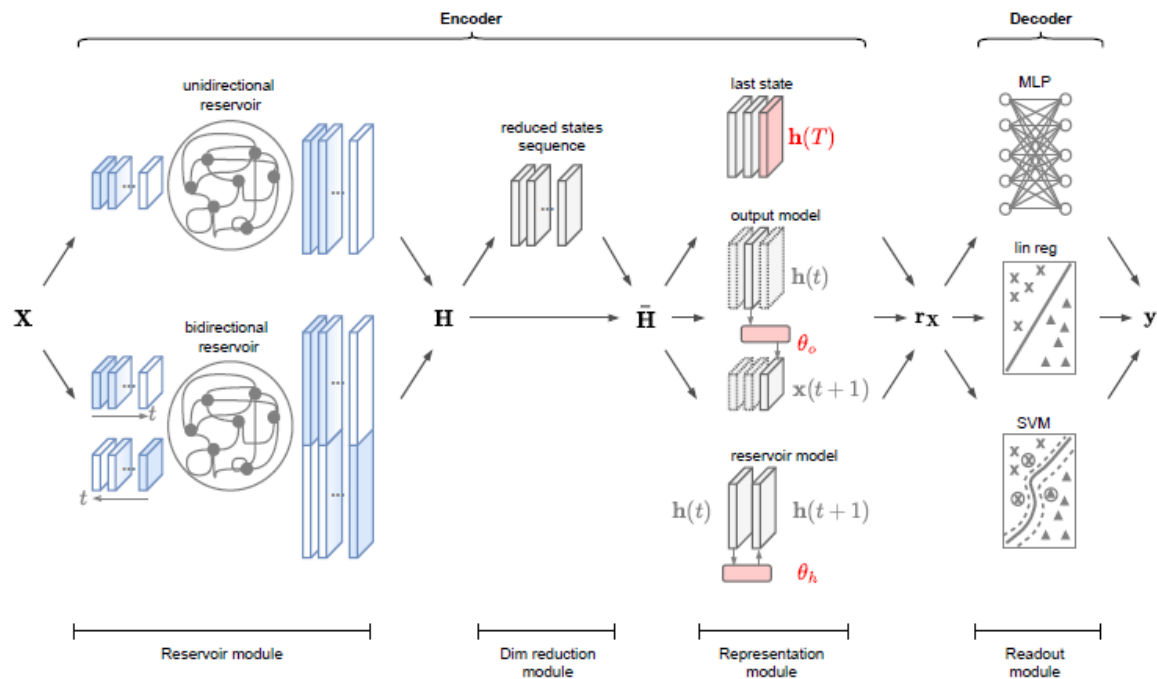 Encoder
Decoder
unidirectional
reservoir
...
...
bidirectional
reservoir
...
t
...
t
...
...
X
H
reduced states
sequence
...
H̄
last state
h(T)
output model
h(t)
θ_o
x(t+1)
reservoir model
h(t)
h(t+1)
θ_h
r_X
MLP
lin reg
X X
X X
X
SVM
X X
X X
X
y
Reservoir module
Dim reduction
module
Representation
module
Readout
module